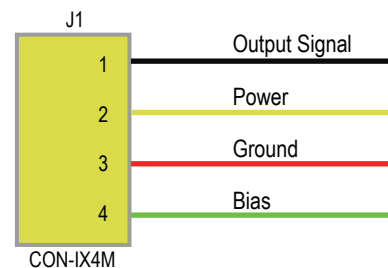 J1
1 Output Signal
2 Power
3 Ground
4 Bias
CON-IX4M